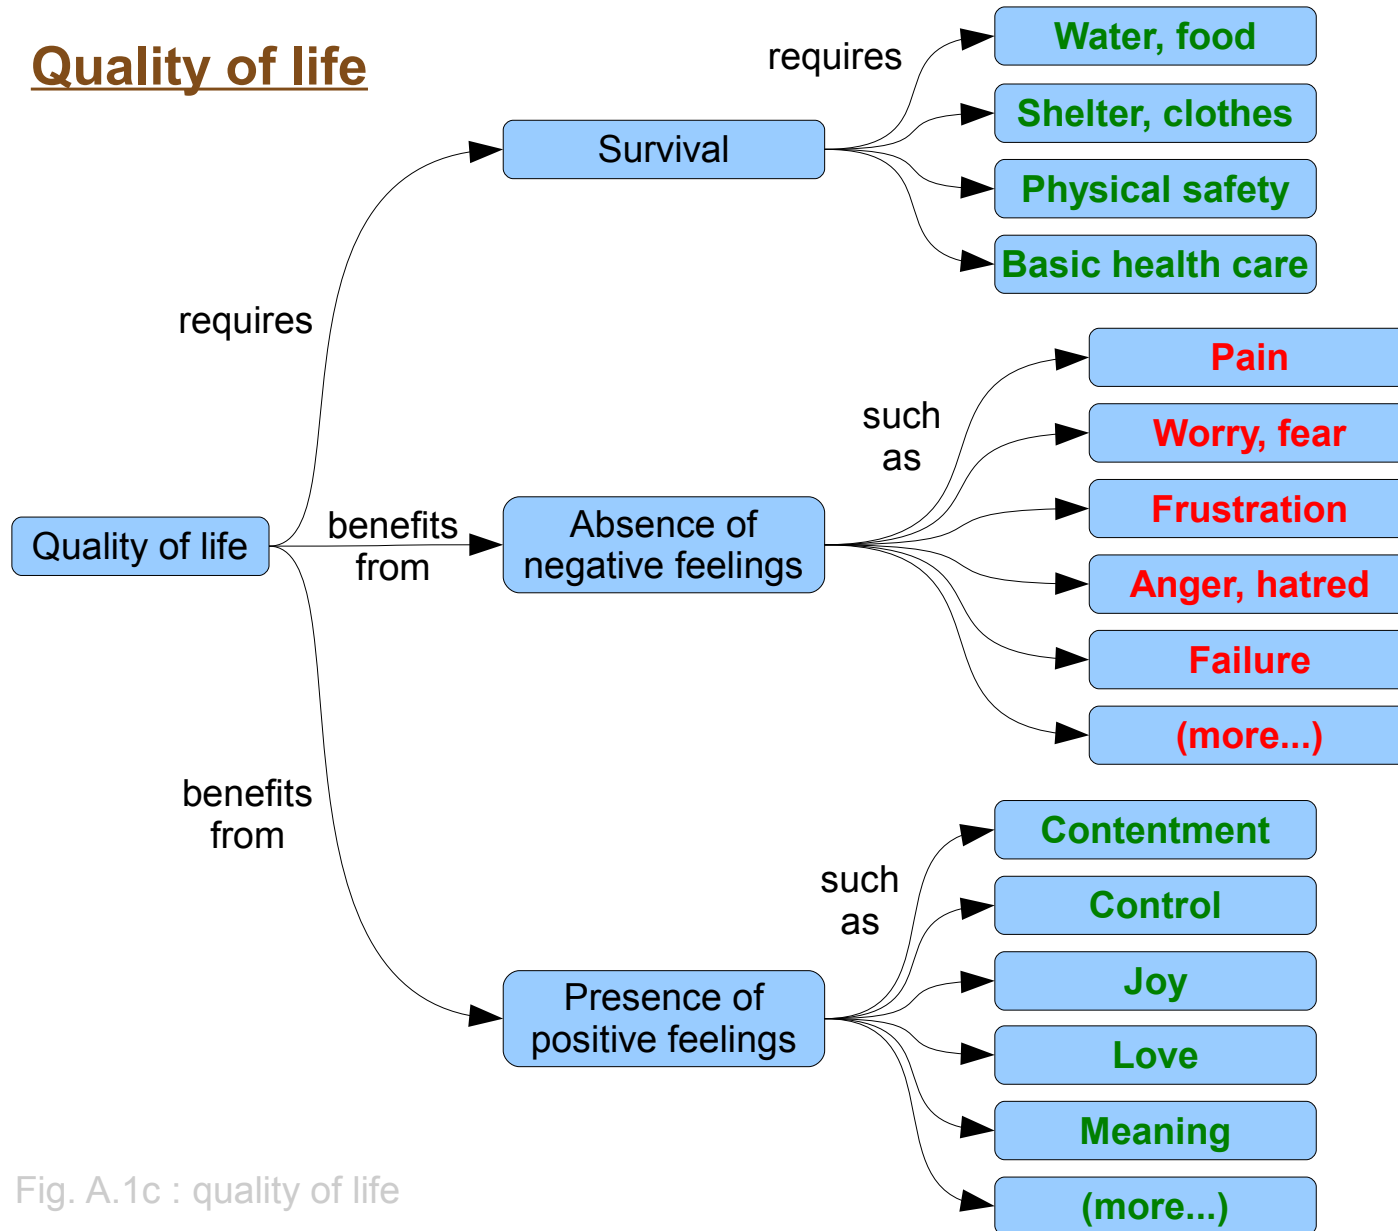 Quality of life
requires
Water, food
Shelter, clothes
Survival
Physical safety
Basic health care
requires
Pain
such
as
Worry, fear
Frustration
Quality of life
benefits
from
Absence of
negative feelings
Anger, hatred
Failure
(more...)
benefits
from
Contentment
such
as
Control
Joy
Presence of
positive feelings
Love
Meaning
(more...)
Fig. A.1c : quality of life